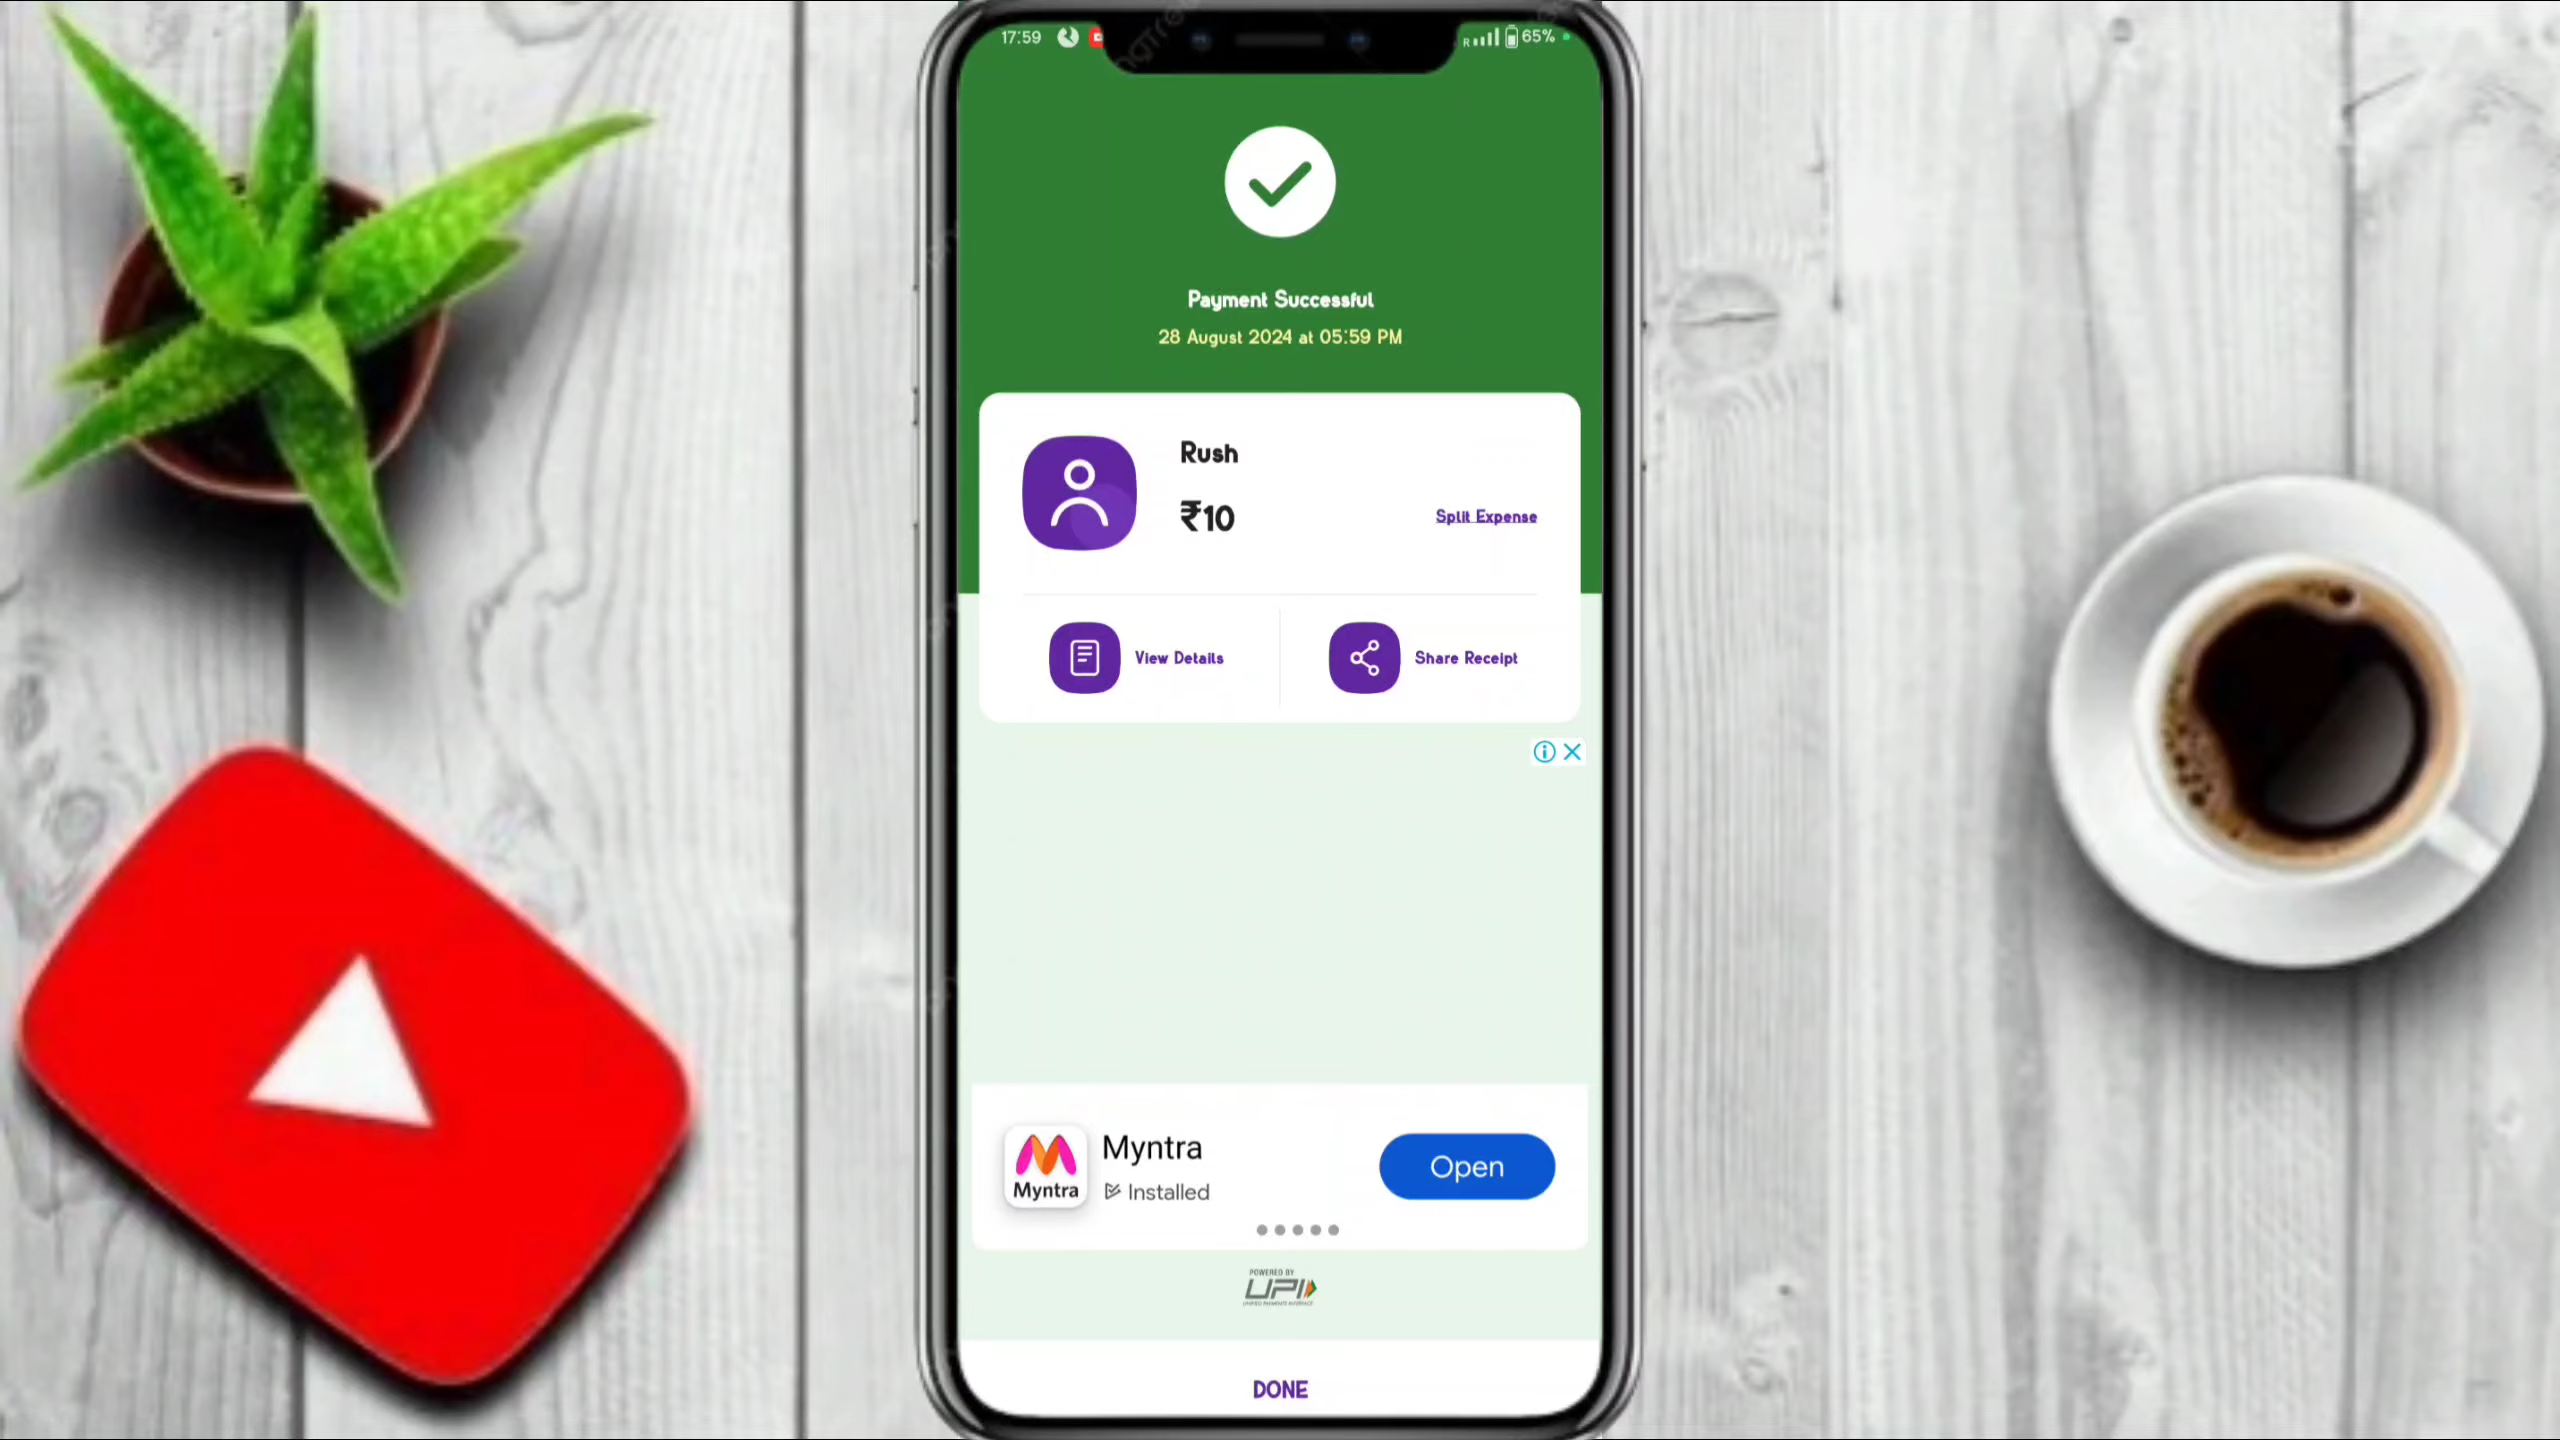 17:59
R
65%
Payment Successful
28 August 2024 at 05:59 PM
Rush
₹10
Split Expense
View Details
Share Receipt
Myntra
Myntra
Installed
Open
POWERED BY
UPI
UNIFIED PAYMENTS INTERFACE
DONE